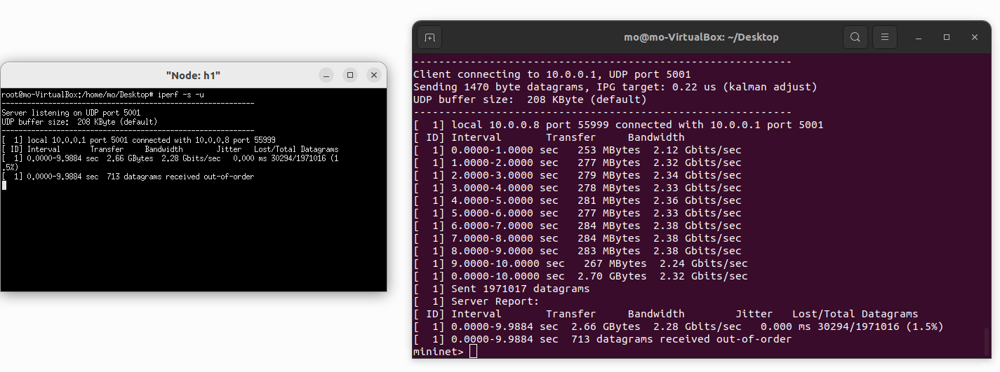 "Node: h1"
root@mo-VirtualBox:/home/mo/Desktop# iperf -s -u
------------------------------------------------------------
Server listening on UDP port 5001
UDP buffer size:  208 KByte (default)
------------------------------------------------------------
[  1] local 10.0.0.1 port 5001 connected with 10.0.0.8 port 55999
[ ID] Interval       Transfer     Bandwidth        Jitter   Lost/Total Datagrams
[  1] 0.0000-9.9884 sec  2.66 GBytes  2.28 Gbits/sec   0.000 ms 30294/1971016 (1
.5%)
[  1] 0.0000-9.9884 sec  713 datagrams received out-of-order
mo@mo-VirtualBox: ~/Desktop
------------------------------------------------------------
Client connecting to 10.0.0.1, UDP port 5001
Sending 1470 byte datagrams, IPG target: 0.22 us (kalman adjust)
UDP buffer size:  208 KByte (default)
------------------------------------------------------------
[  1] local 10.0.0.8 port 55999 connected with 10.0.0.1 port 5001
[ ID] Interval       Transfer     Bandwidth
[  1] 0.0000-1.0000 sec   253 MBytes  2.12 Gbits/sec
[  1] 1.0000-2.0000 sec   277 MBytes  2.32 Gbits/sec
[  1] 2.0000-3.0000 sec   279 MBytes  2.34 Gbits/sec
[  1] 3.0000-4.0000 sec   278 MBytes  2.33 Gbits/sec
[  1] 4.0000-5.0000 sec   281 MBytes  2.36 Gbits/sec
[  1] 5.0000-6.0000 sec   277 MBytes  2.33 Gbits/sec
[  1] 6.0000-7.0000 sec   284 MBytes  2.38 Gbits/sec
[  1] 7.0000-8.0000 sec   284 MBytes  2.38 Gbits/sec
[  1] 8.0000-9.0000 sec   283 MBytes  2.38 Gbits/sec
[  1] 9.0000-10.0000 sec   267 MBytes  2.24 Gbits/sec
[  1] 0.0000-10.0000 sec  2.70 GBytes  2.32 Gbits/sec
[  1] Sent 1971017 datagrams
[  1] Server Report:
[ ID] Interval       Transfer     Bandwidth        Jitter   Lost/Total Datagrams
[  1] 0.0000-9.9884 sec  2.66 GBytes  2.28 Gbits/sec   0.000 ms 30294/1971016 (1.5%)
[  1] 0.0000-9.9884 sec  713 datagrams received out-of-order
mininet>